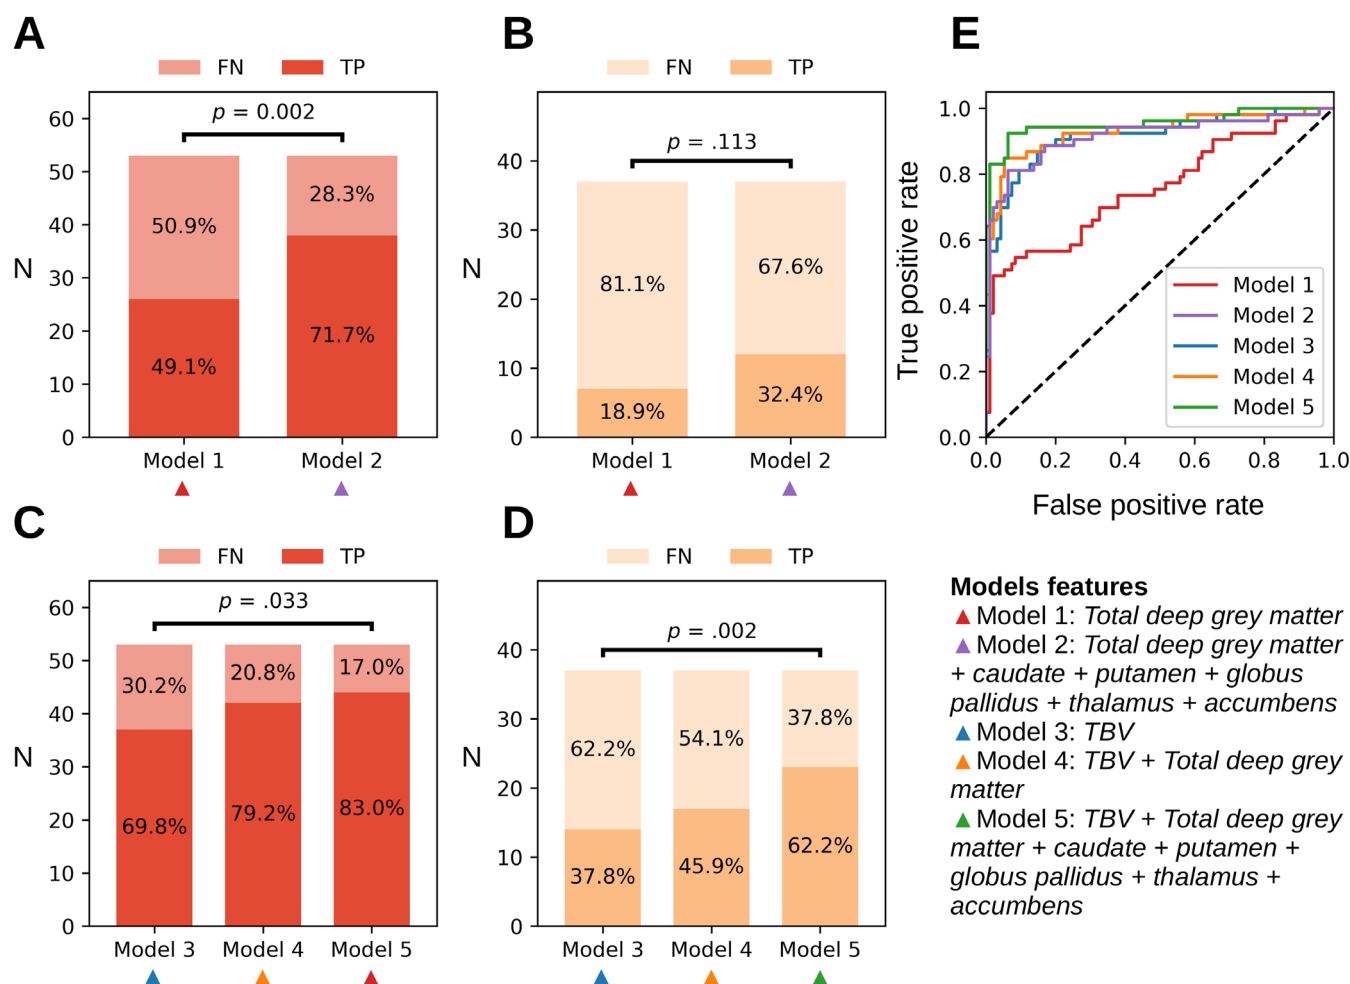 A
FN TP
p = 0.002
60
50
40
30
20
10
0
N
50.9%
28.3%
49.1%
71.7%
Model 1 Model 2
B
FN TP
p = .113
40
30
20
10
0
N
81.1%
67.6%
18.9%
32.4%
Model 1 Model 2
E
True positive rate
1.0
0.8
0.6
0.4
0.2
0.0
Model 1
Model 2
Model 3
Model 4
Model 5
0.0 0.2 0.4 0.6 0.8 1.0
False positive rate
C
FN TP
p = .033
60
50
40
30
20
10
0
N
30.2%
20.8%
17.0%
69.8%
79.2%
83.0%
Model 3 Model 4 Model 5
D
FN TP
p = .002
40
30
20
10
0
N
62.2%
54.1%
37.8%
37.8%
45.9%
62.2%
Model 3 Model 4 Model 5
Models features
Model 1: Total deep grey matter
Model 2: Total deep grey matter
+ caudate + putamen + globus
pallidus + thalamus + accumbens
Model 3: TBV
Model 4: TBV + Total deep grey
matter
Model 5: TBV + Total deep grey
matter + caudate + putamen +
globus pallidus + thalamus +
accumbens